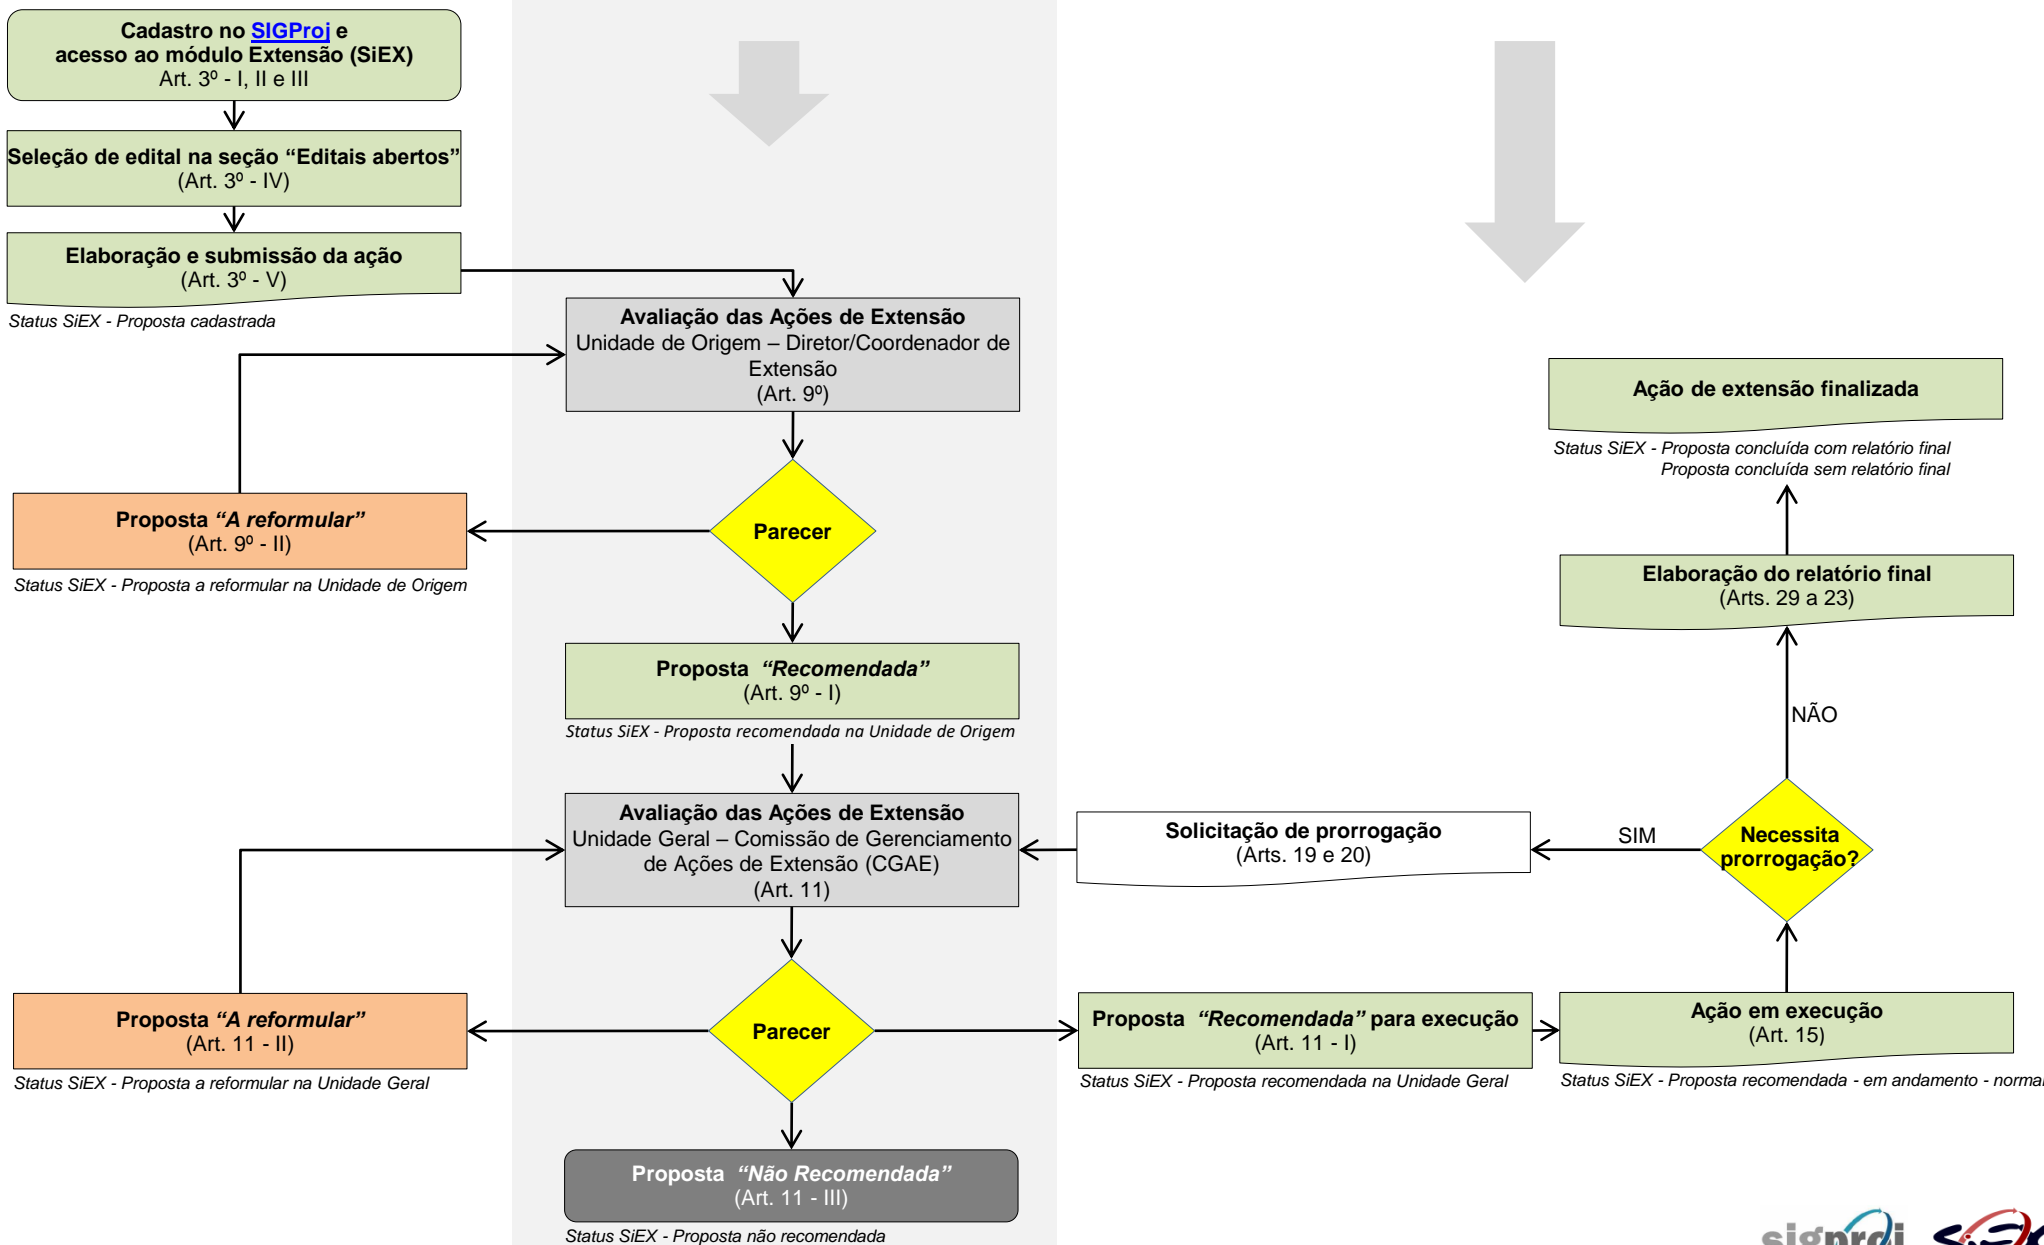 Cadastro no SIGProj e
acesso ao módulo Extensão (SiEX)
Art. 3º - I, II e III
Seleção de edital na seção “Editais abertos”
(Art. 3º - IV)
Elaboração e submissão da ação
(Art. 3º - V)
Status SiEX - Proposta cadastrada
Avaliação das Ações de Extensão
Unidade de Origem – Diretor/Coordenador de
Extensão
(Art. 9º)
Parecer
Proposta “A reformular”
(Art. 9º - II)
Status SiEX - Proposta a reformular na Unidade de Origem
Proposta “Recomendada”
(Art. 9º - I)
Status SiEX - Proposta recomendada na Unidade de Origem
Avaliação das Ações de Extensão
Unidade Geral – Comissão de Gerenciamento
de Ações de Extensão (CGAE)
(Art. 11)
Parecer
Proposta “A reformular”
(Art. 11 - II)
Status SiEX - Proposta a reformular na Unidade Geral
Proposta “Não Recomendada”
(Art. 11 - III)
Status SiEX - Proposta não recomendada
Proposta “Recomendada” para execução
(Art. 11 - I)
Status SiEX - Proposta recomendada na Unidade Geral
Ação em execução
(Art. 15)
Status SiEX - Proposta recomendada - em andamento - normal
Necessita
prorrogação?
SIM
Solicitação de prorrogação
(Arts. 19 e 20)
NÃO
Elaboração do relatório final
(Arts. 29 a 23)
Ação de extensão finalizada
Status SiEX - Proposta concluída com relatório final
Proposta concluída sem relatório final
sigproj